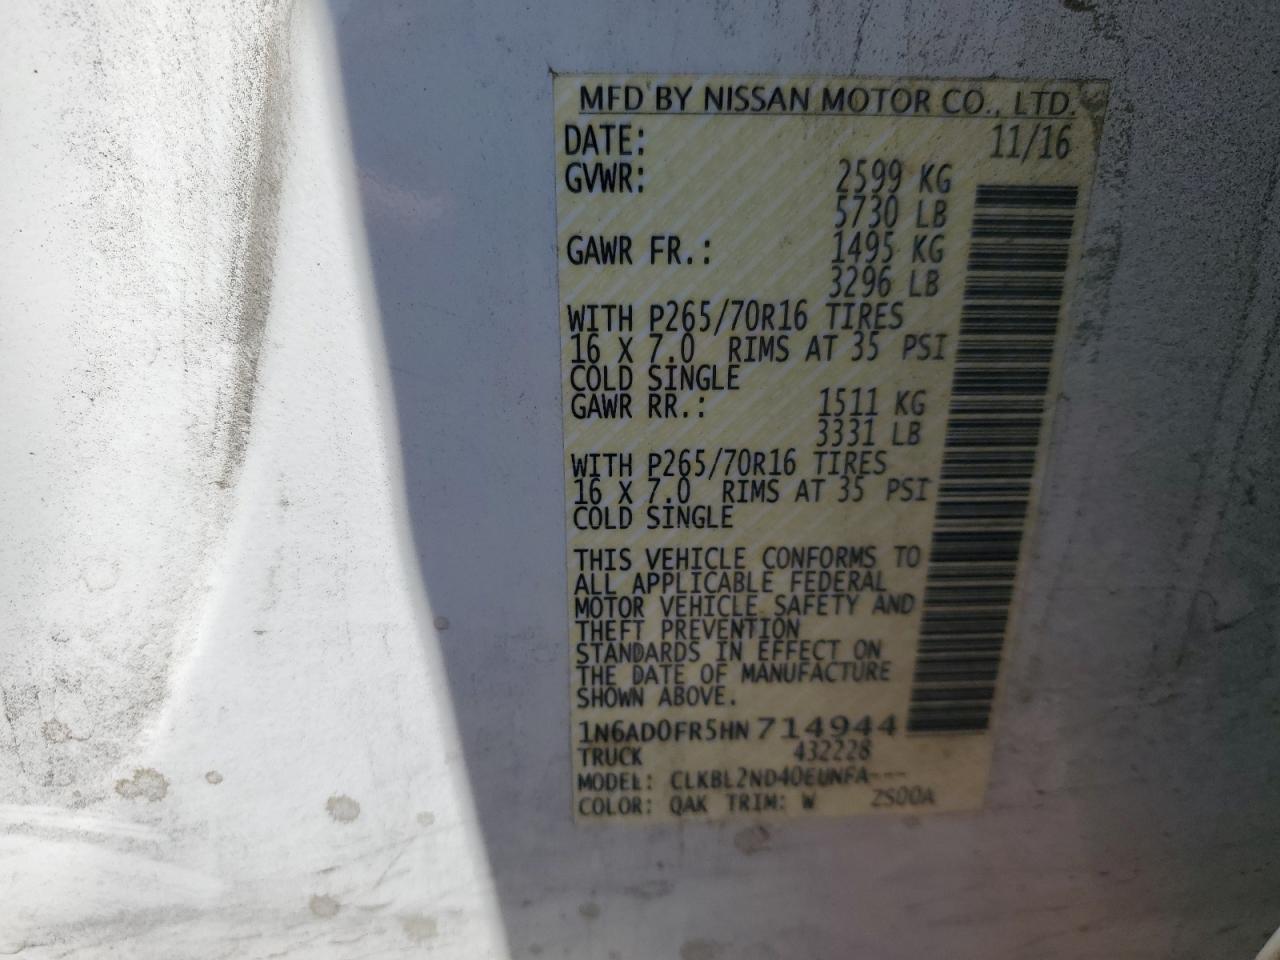 MFD BY NISSAN MOTOR CO., LTD.
DATE: 11/16
GVWR: 2599 KG
5730 LB
GAWR FR.: 1495 KG
3296 LB
WITH P265/70R16 TIRES
16 X 7.0 RIMS AT 35 PSI
COLD SINGLE
GAWR RR.: 1511 KG
3331 LB
WITH P265/70R16 TIRES
16 X 7.0 RIMS AT 35 PSI
COLD SINGLE
THIS VEHICLE CONFORMS TO
ALL APPLICABLE FEDERAL
MOTOR VEHICLE SAFETY AND
THEFT PREVENTION
STANDARDS IN EFFECT ON
THE DATE OF MANUFACTURE
SHOWN ABOVE.
1N6AD0FR5HN714944
TRUCK 432228
MODEL: CLKBL2ND40EUNFA---
COLOR: QAK TRIM: W 2S00A